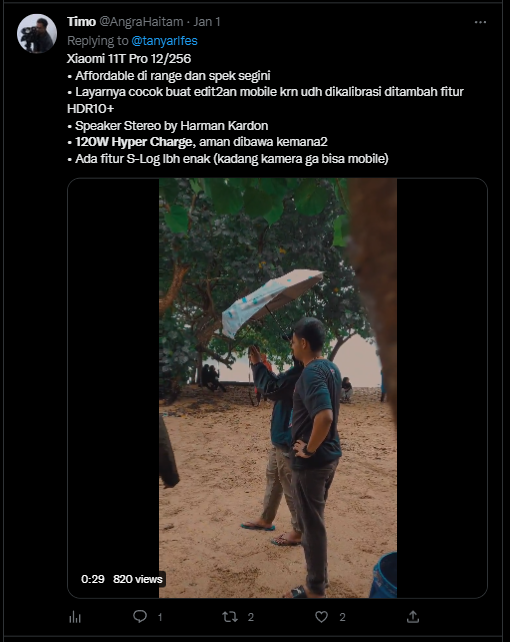 Timo @AngraHaitam · Jan 1
Replying to @tanyarlfes
Xiaomi 11T Pro 12/256
• Affordable di range dan spek segini
• Layarnya cocok buat edit2an mobile krn udh dikalibrasi ditambah fitur
HDR10+
• Speaker Stereo by Harman Kardon
• 120W Hyper Charge, aman dibawa kemana2
• Ada fitur S-Log lbh enak (kadang kamera ga bisa mobile)
0:29 820 views
1 2 2